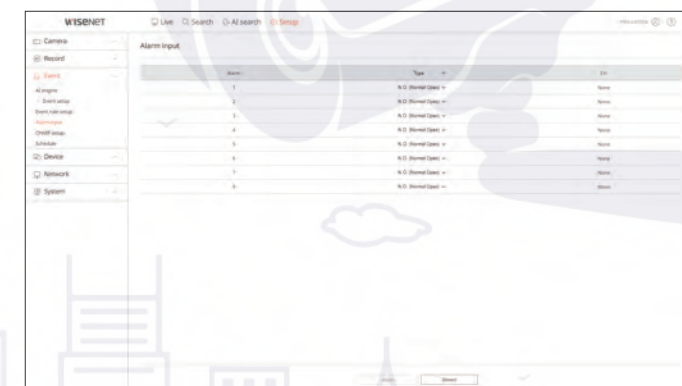 WISENET Live Search AI search Setup
Camera
Record
Event
AI engine
Event setup
Event rule setup
Alarm input
ONVIF setup
Schedule
Device
Network
System
Alarm input
Alarm Type
1 N.O. (Normal Open) None
2 N.O. (Normal Open) None
3 N.O. (Normal Open) None
4 N.O. (Normal Open) None
5 N.O. (Normal Open) None
6 N.O. (Normal Open) None
7 N.O. (Normal Open) None
8 N.O. (Normal Open) None